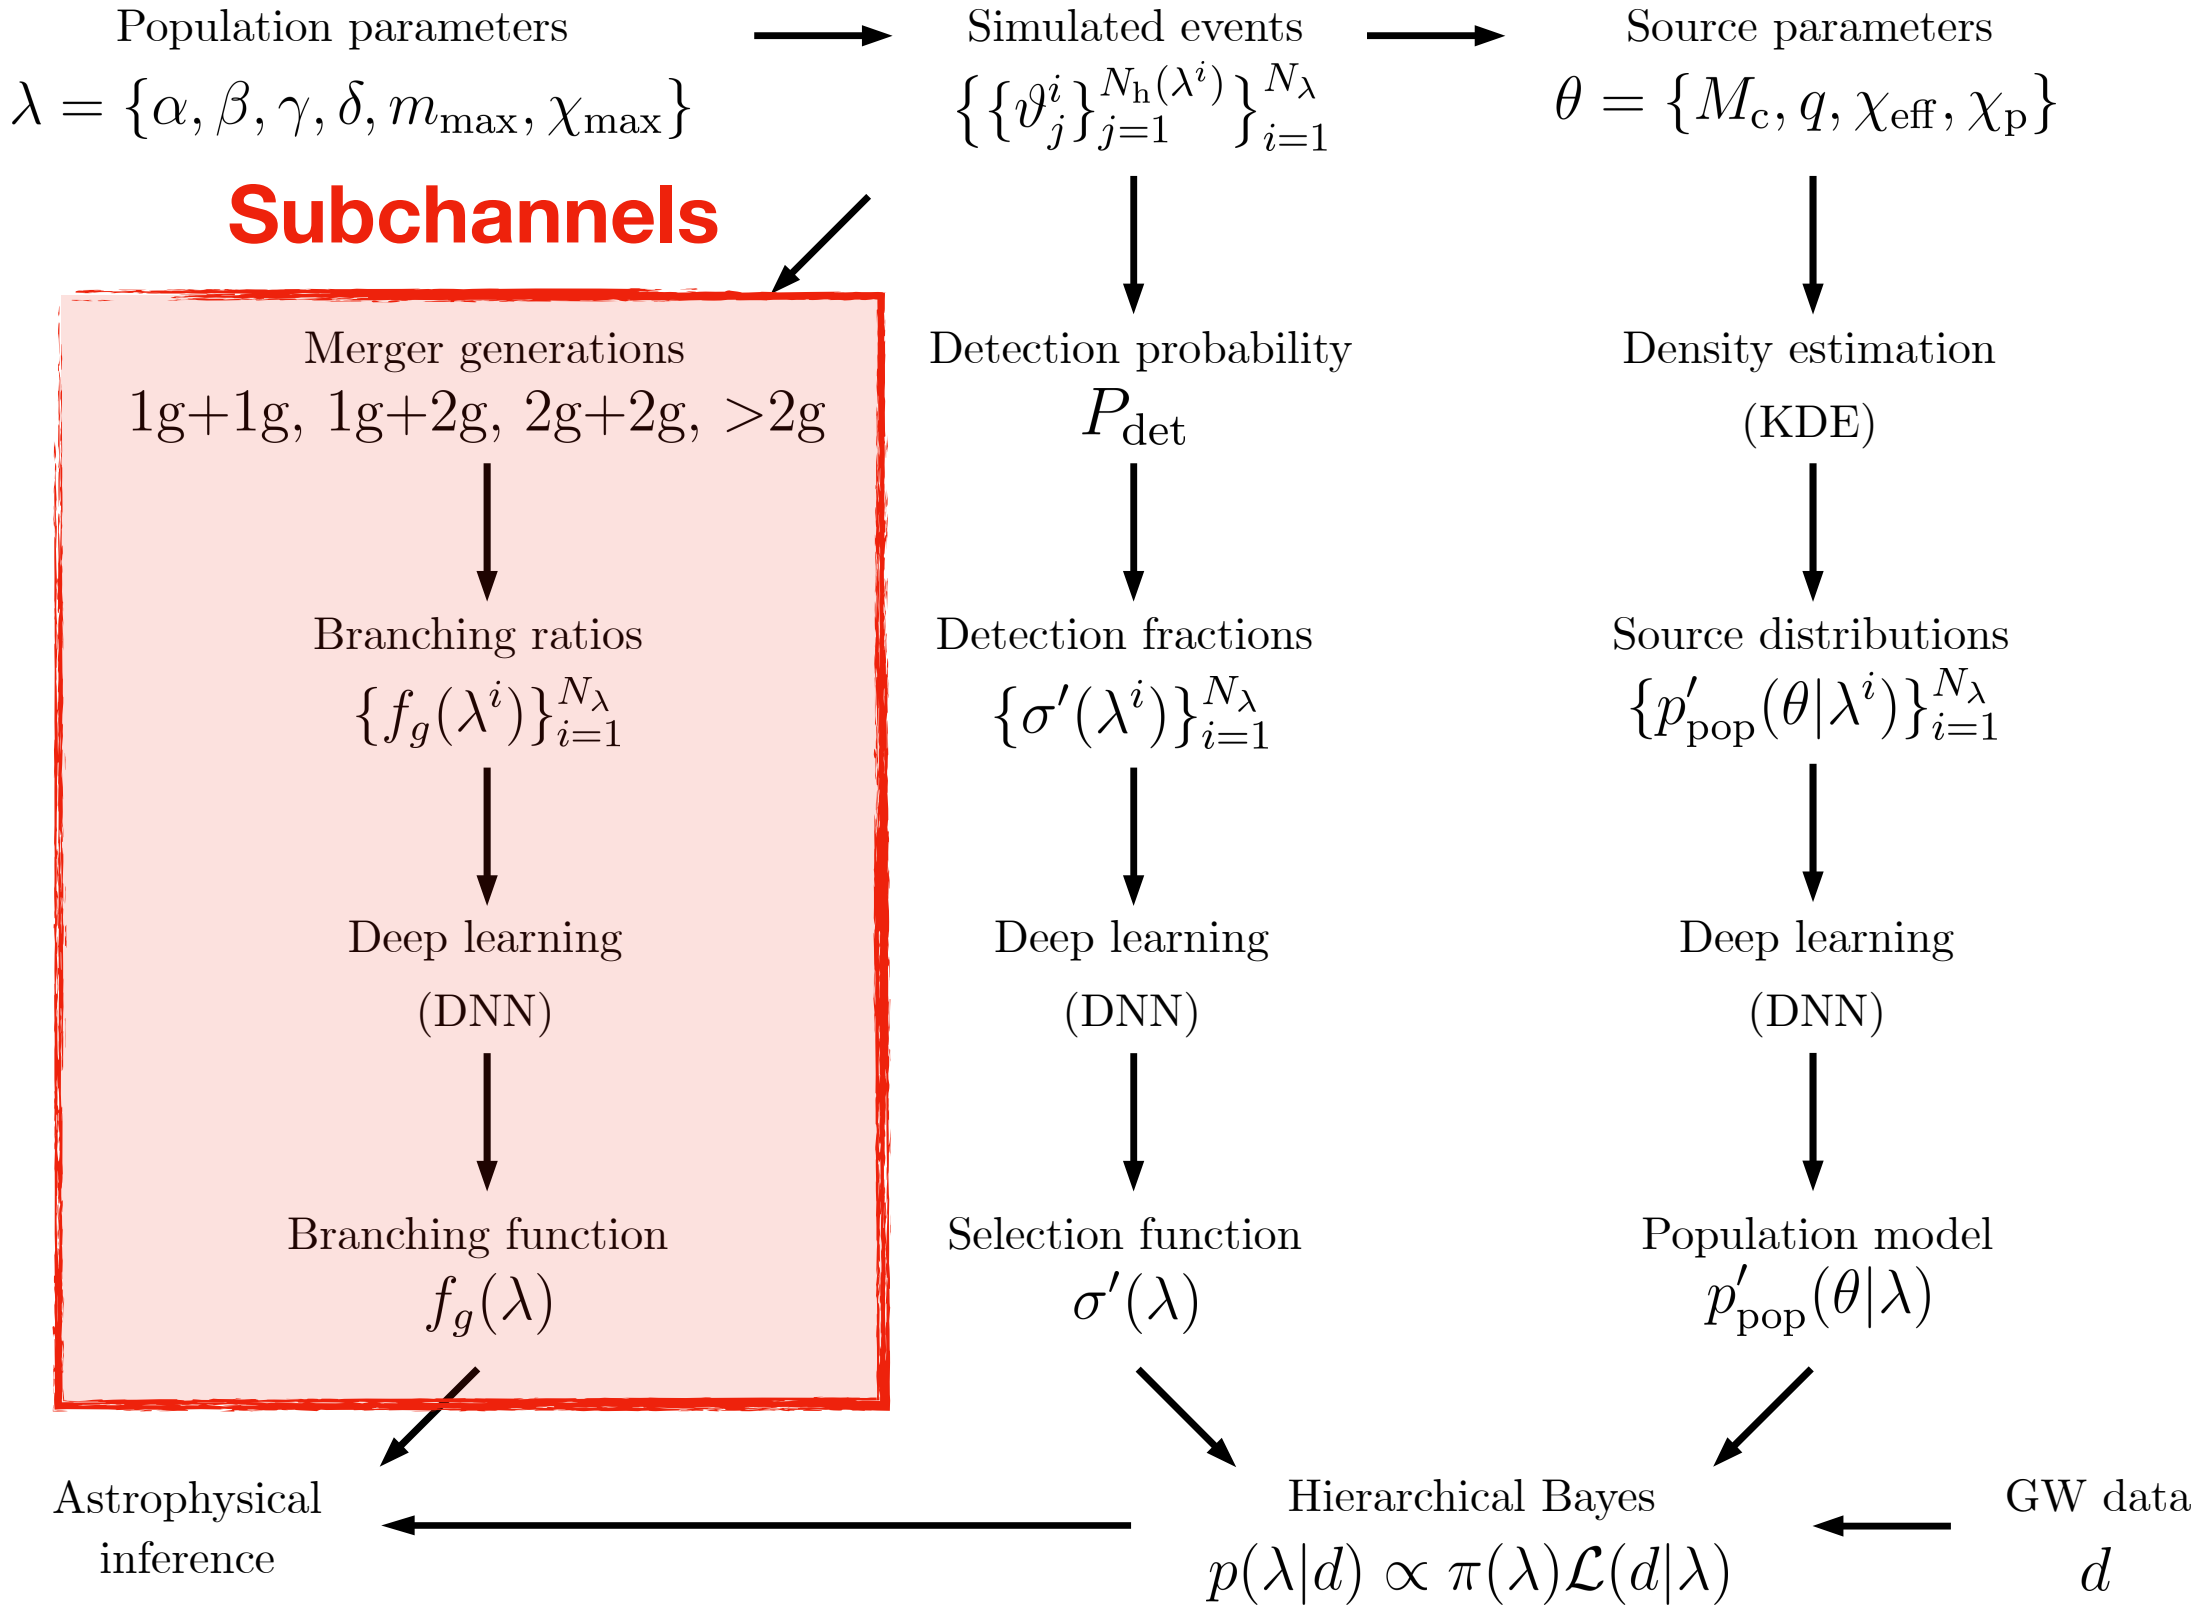 Population parameters
λ = {α, β, γ, δ, m_max, χ_max}
Simulated events
{{ϑ_j^i}_{j=1}^{N_h(λ^i)}}_{i=1}^{N_λ}
Source parameters
θ = {M_c, q, χ_eff, χ_p}
Subchannels
Merger generations
1g+1g, 1g+2g, 2g+2g, >2g
Detection probability
P_det
Density estimation
(KDE)
Branching ratios
{f_g(λ^i)}_{i=1}^{N_λ}
Detection fractions
{σ′(λ^i)}_{i=1}^{N_λ}
Source distributions
{p′_pop(θ|λ^i)}_{i=1}^{N_λ}
Deep learning
(DNN)
Deep learning
(DNN)
Deep learning
(DNN)
Branching function
f_g(λ)
Selection function
σ′(λ)
Population model
p′_pop(θ|λ)
Astrophysical
inference
Hierarchical Bayes
p(λ|d) ∝ π(λ)ℒ(d|λ)
GW data
d